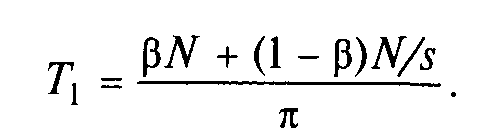 T₁ = (βN + (1 − β)N/s) / π.